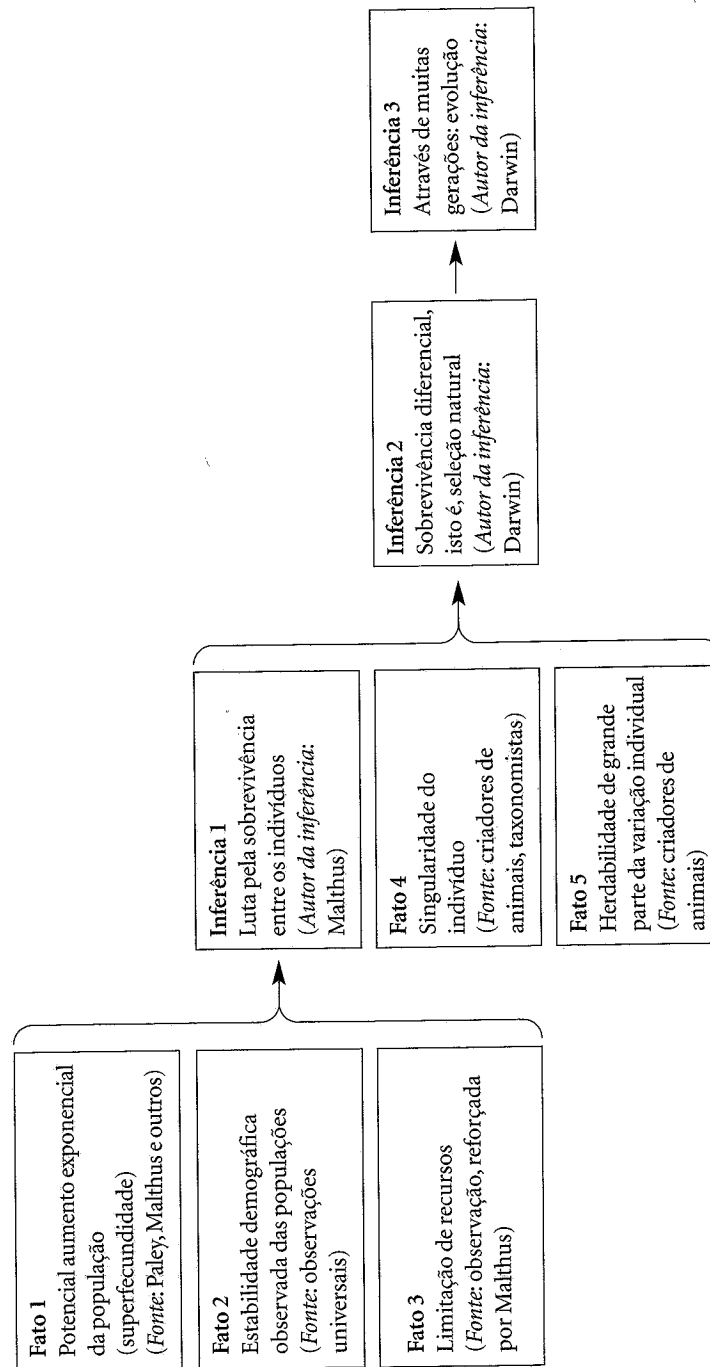 Fato 1
Potencial aumento exponencial
da população
(superfecundidade)
(Fonte: Paley, Malthus e outros)
Fato 2
Estabilidade demográfica
observada das populações
(Fonte: observações
universais)
Fato 3
Limitação de recursos
(Fonte: observação, reforçada
por Malthus)
Inferência 1
Luta pela sobrevivência
entre os indivíduos
(Autor da inferência:
Malthus)
Fato 4
Singularidade do
indivíduo
(Fonte: criadores de
animais, taxonomistas)
Fato 5
Herdabilidade de grande
parte da variação individual
(Fonte: criadores de
animais)
Inferência 2
Sobrevivência diferencial,
isto é, seleção natural
(Autor da inferência:
Darwin)
Inferência 3
Através de muitas
gerações: evolução
(Autor da inferência:
Darwin)